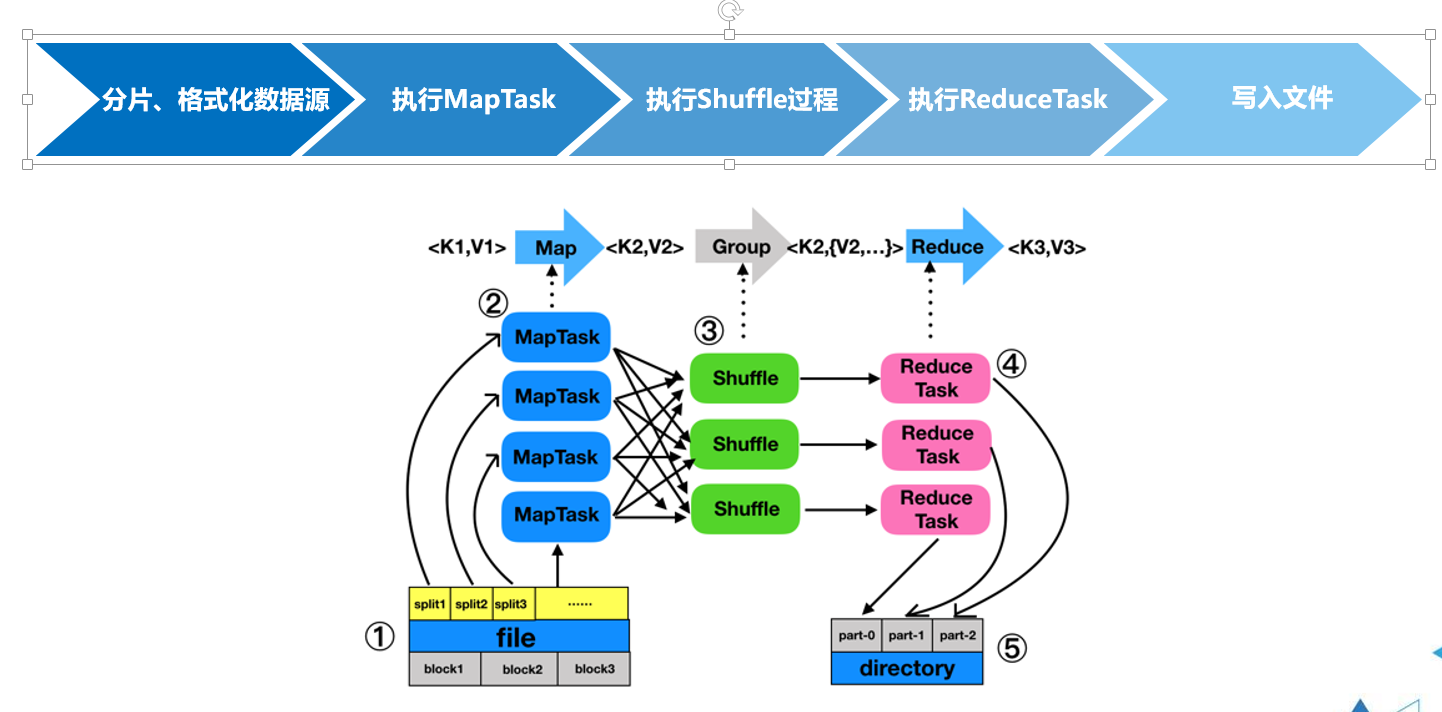 分片、格式化数据源
执行MapTask
执行Shuffle过程
执行ReduceTask
写入文件
<K1,V1> Map <K2,V2> Group <K2,{V2,...}> Reduce <K3,V3>
②
MapTask
MapTask
MapTask
MapTask
③
Shuffle
Shuffle
Shuffle
④
Reduce
Task
Reduce
Task
Reduce
Task
①
split1 split2 split3 ......
file
block1 block2 block3
⑤
part-0 part-1 part-2
directory